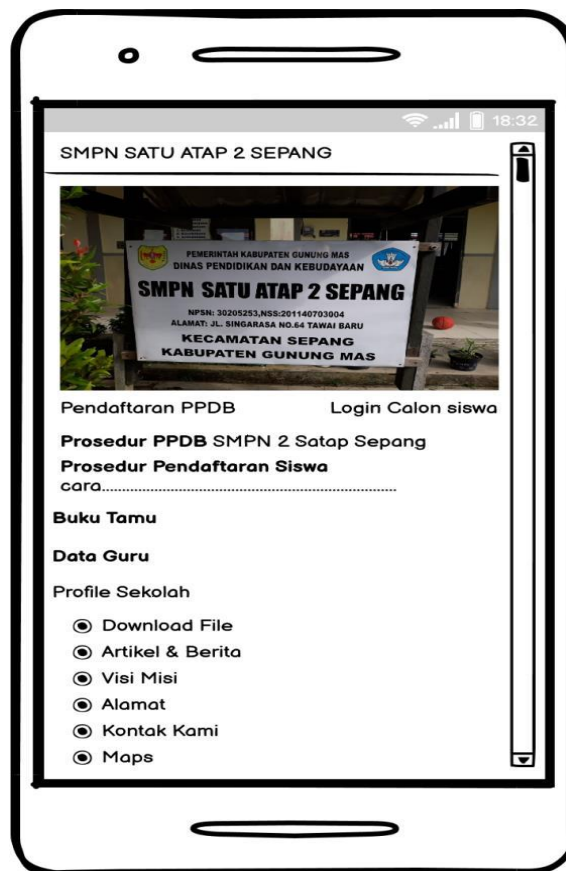 18:32
SMPN SATU ATAP 2 SEPANG
PEMERINTAH KABUPATEN GUNUNG MAS
DINAS PENDIDIKAN DAN KEBUDAYAAN
SMPN SATU ATAP 2 SEPANG
NPSN: 30205253,NSS:201140703004
ALAMAT: JL. SINGARASA NO.64 TAWAI BARU
KECAMATAN SEPANG
KABUPATEN GUNUNG MAS
Pendaftaran PPDB Login Calon siswa
Prosedur PPDB SMPN 2 Satap Sepang
Prosedur Pendaftaran Siswa
cara......................................................................
Buku Tamu
Data Guru
Profile Sekolah
Download File
Artikel & Berita
Visi Misi
Alamat
Kontak Kami
Maps